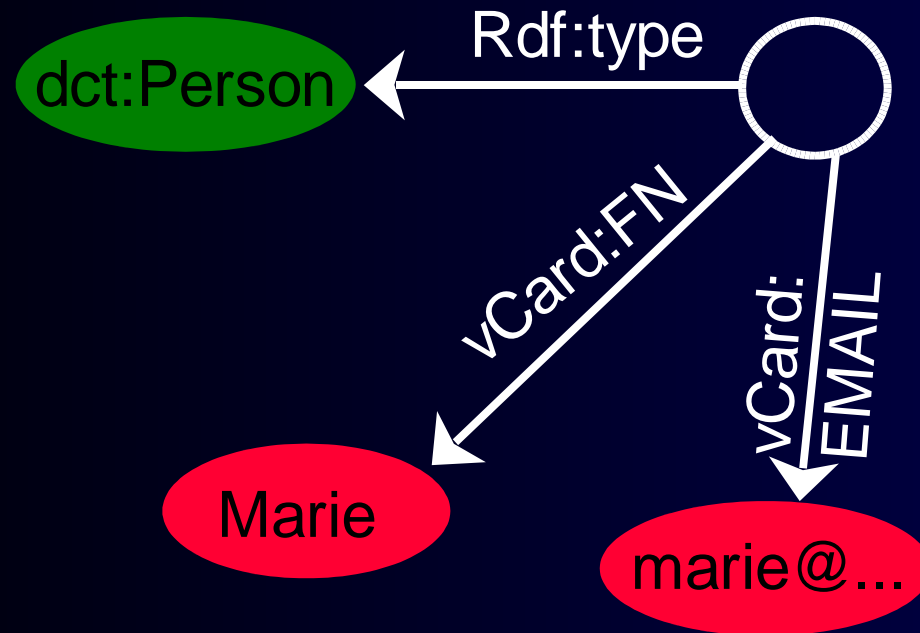 Rdf:type
dct:Person
vCard:FN
vCard:
EMAIL
Marie
marie@...